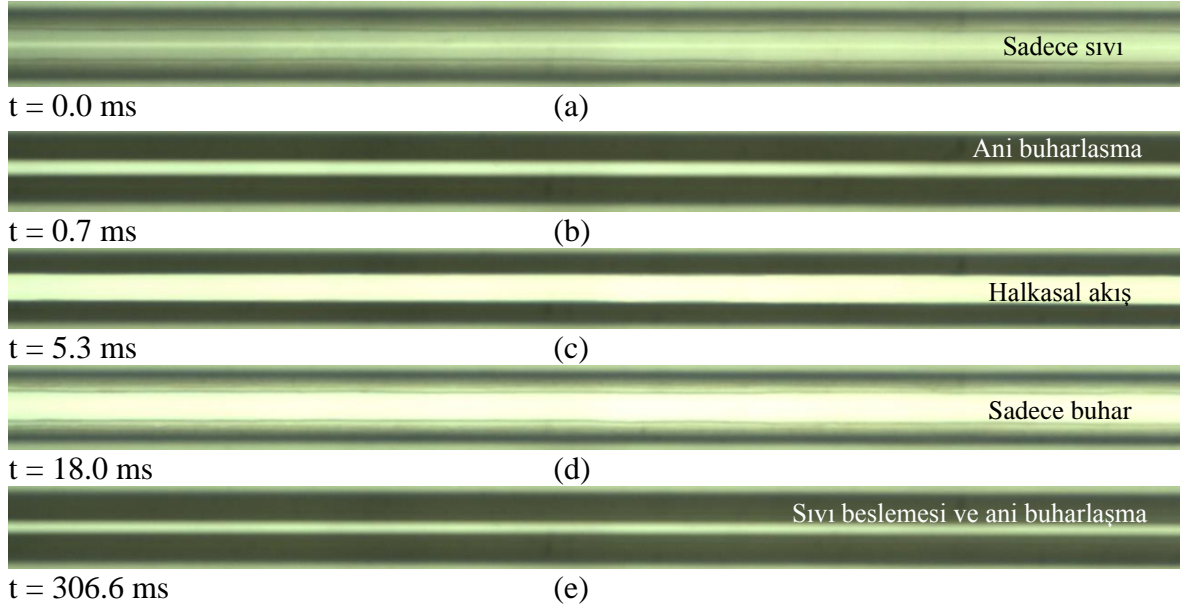 Sadece sıvı
t = 0.0 ms (a)
Ani buharlasma
t = 0.7 ms (b)
Halkasal akış
t = 5.3 ms (c)
Sadece buhar
t = 18.0 ms (d)
Sıvı beslemesi ve ani buharlaşma
t = 306.6 ms (e)